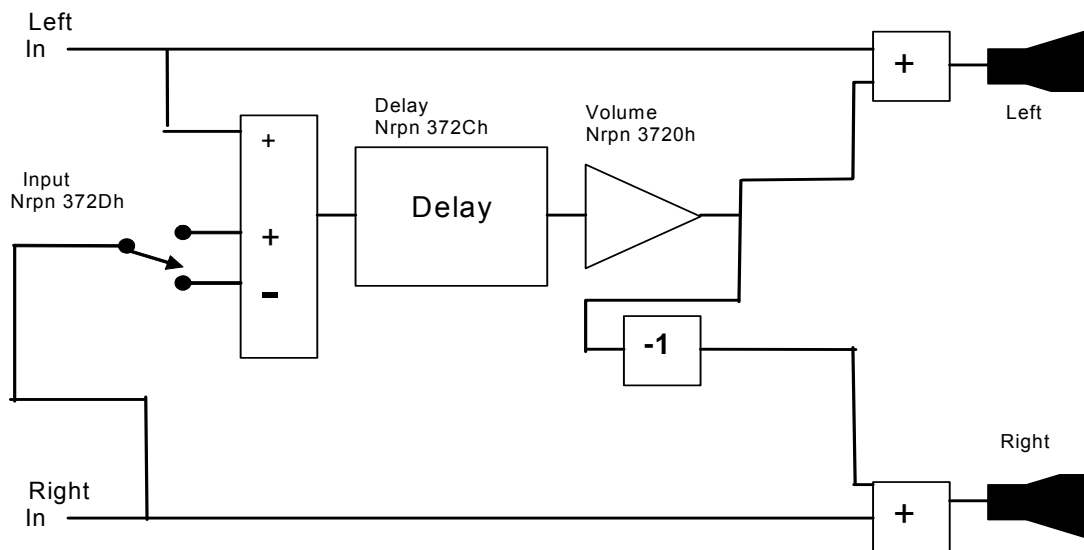 Left
In
+
Delay
Nrpn 372Ch
Volume
Nrpn 3720h
Left
+
Input
Nrpn 372Dh
Delay
+
-
-1
Right
Right
In
+